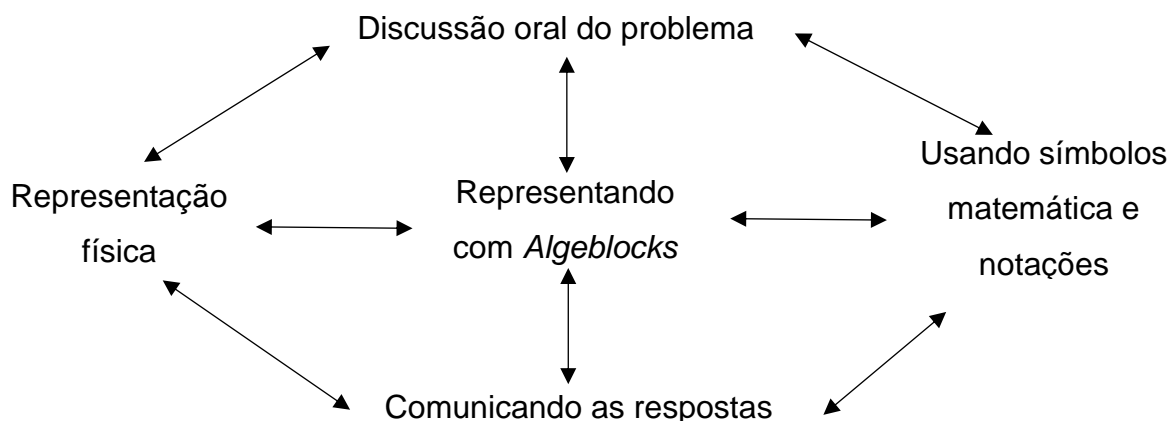 Discussão oral do problema
Representação
física
Representando
com Algeblocks
Usando símbolos
matemática e
notações
Comunicando as respostas